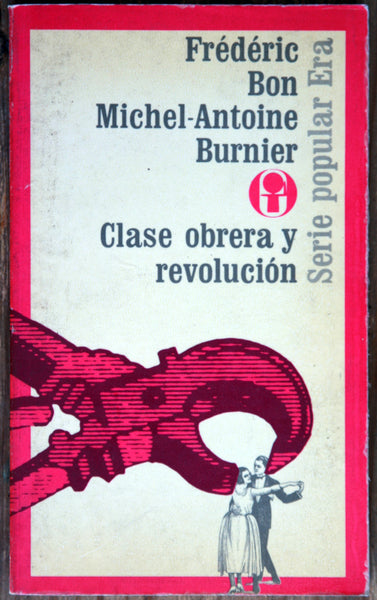 Frédéric
Bon
Michel-Antoine
Burnier
Clase obrera y
revolución
Serie popular Era